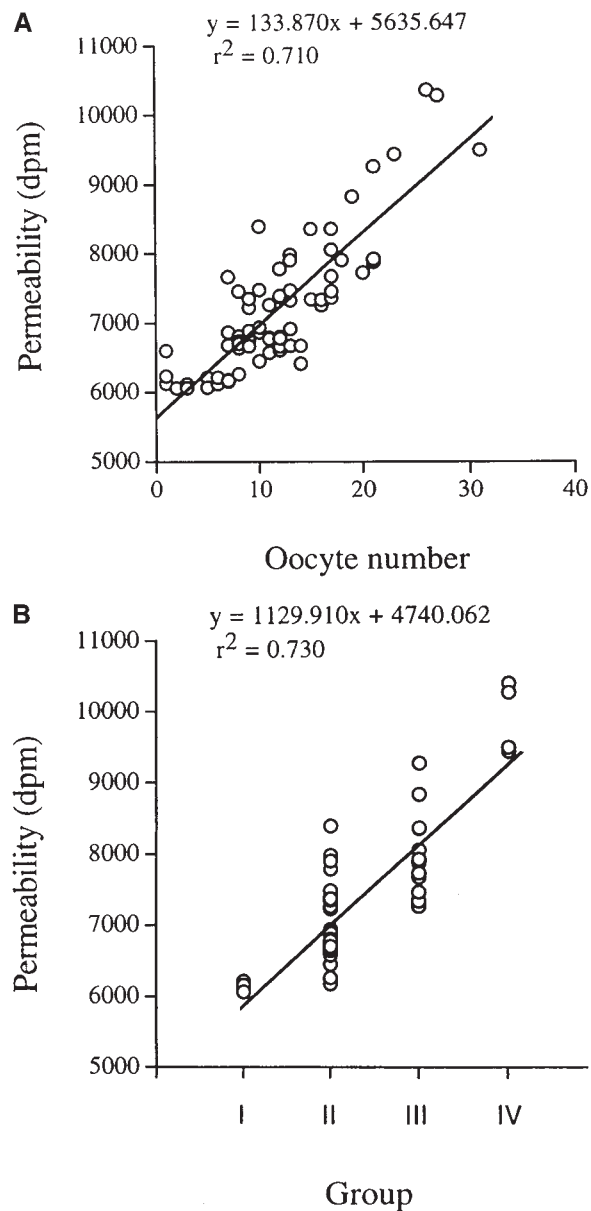 A
y = 133.870x + 5635.647
r² = 0.710
11000
10000
9000
8000
7000
6000
5000
Permeability (dpm)
0 10 20 30 40
Oocyte number
B
y = 1129.910x + 4740.062
r² = 0.730
11000
10000
9000
8000
7000
6000
5000
Permeability (dpm)
I II III IV
Group